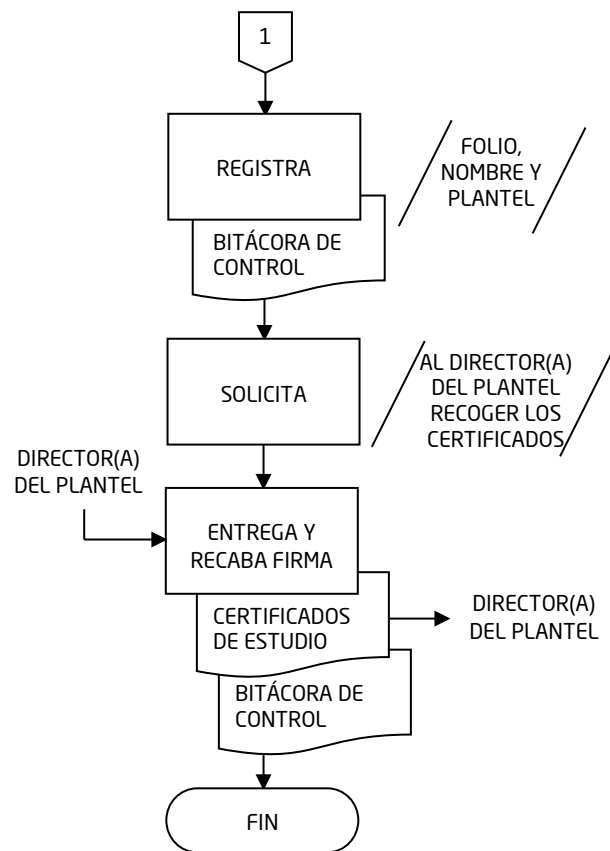 1
REGISTRA
FOLIO,
NOMBRE Y
PLANTEL
BITÁCORA DE
CONTROL
SOLICITA
AL DIRECTOR(A)
DEL PLANTEL
RECOGER LOS
CERTIFICADOS
DIRECTOR(A)
DEL PLANTEL
ENTREGA Y
RECABA FIRMA
CERTIFICADOS
DE ESTUDIO
DIRECTOR(A)
DEL PLANTEL
BITÁCORA DE
CONTROL
FIN